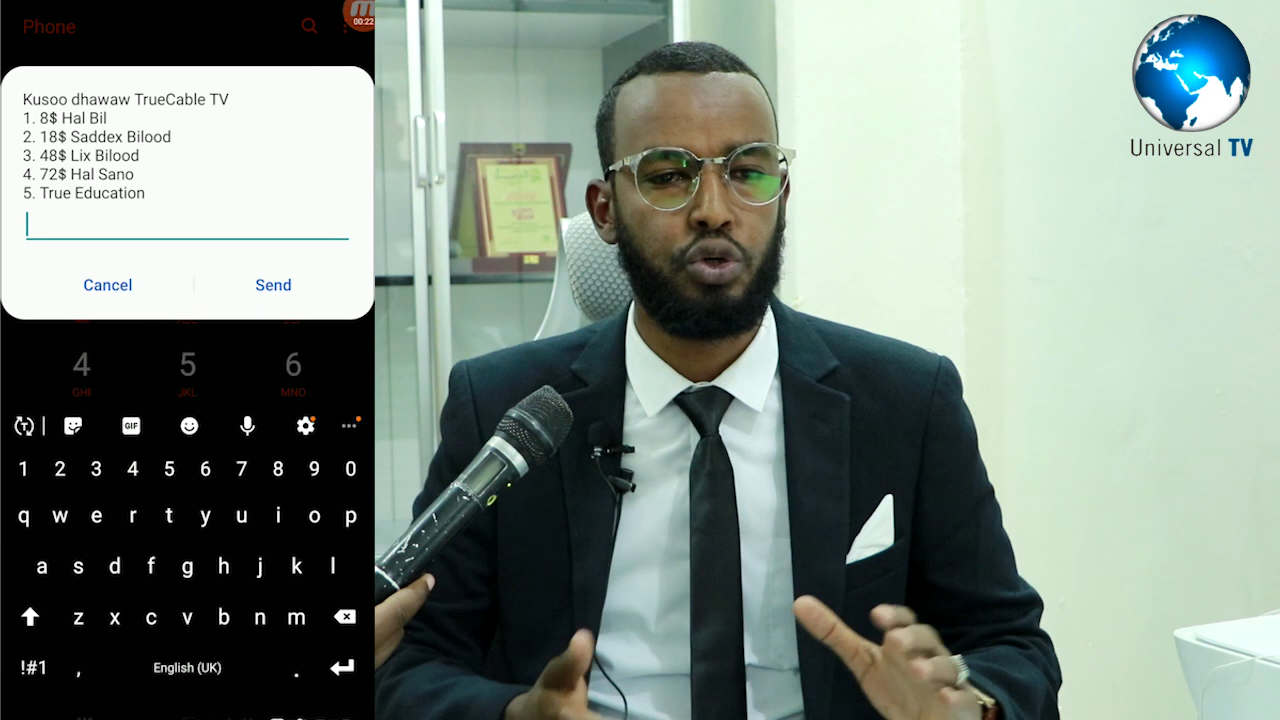 Phone
00:22
Kusoo dhawaw TrueCable TV
1. 8$ Hal Bil
2. 18$ Saddex Bilood
3. 48$ Lix Bilood
4. 72$ Hal Sano
5. True Education
Cancel
Send
4
5
6
GHI
JKL
MNO
GIF
1 2 3 4 5 6 7 8 9 0
q w e r t y u i o p
a s d f g h j k l
z x c v b n m
!#1 , English (UK) .
Universal TV